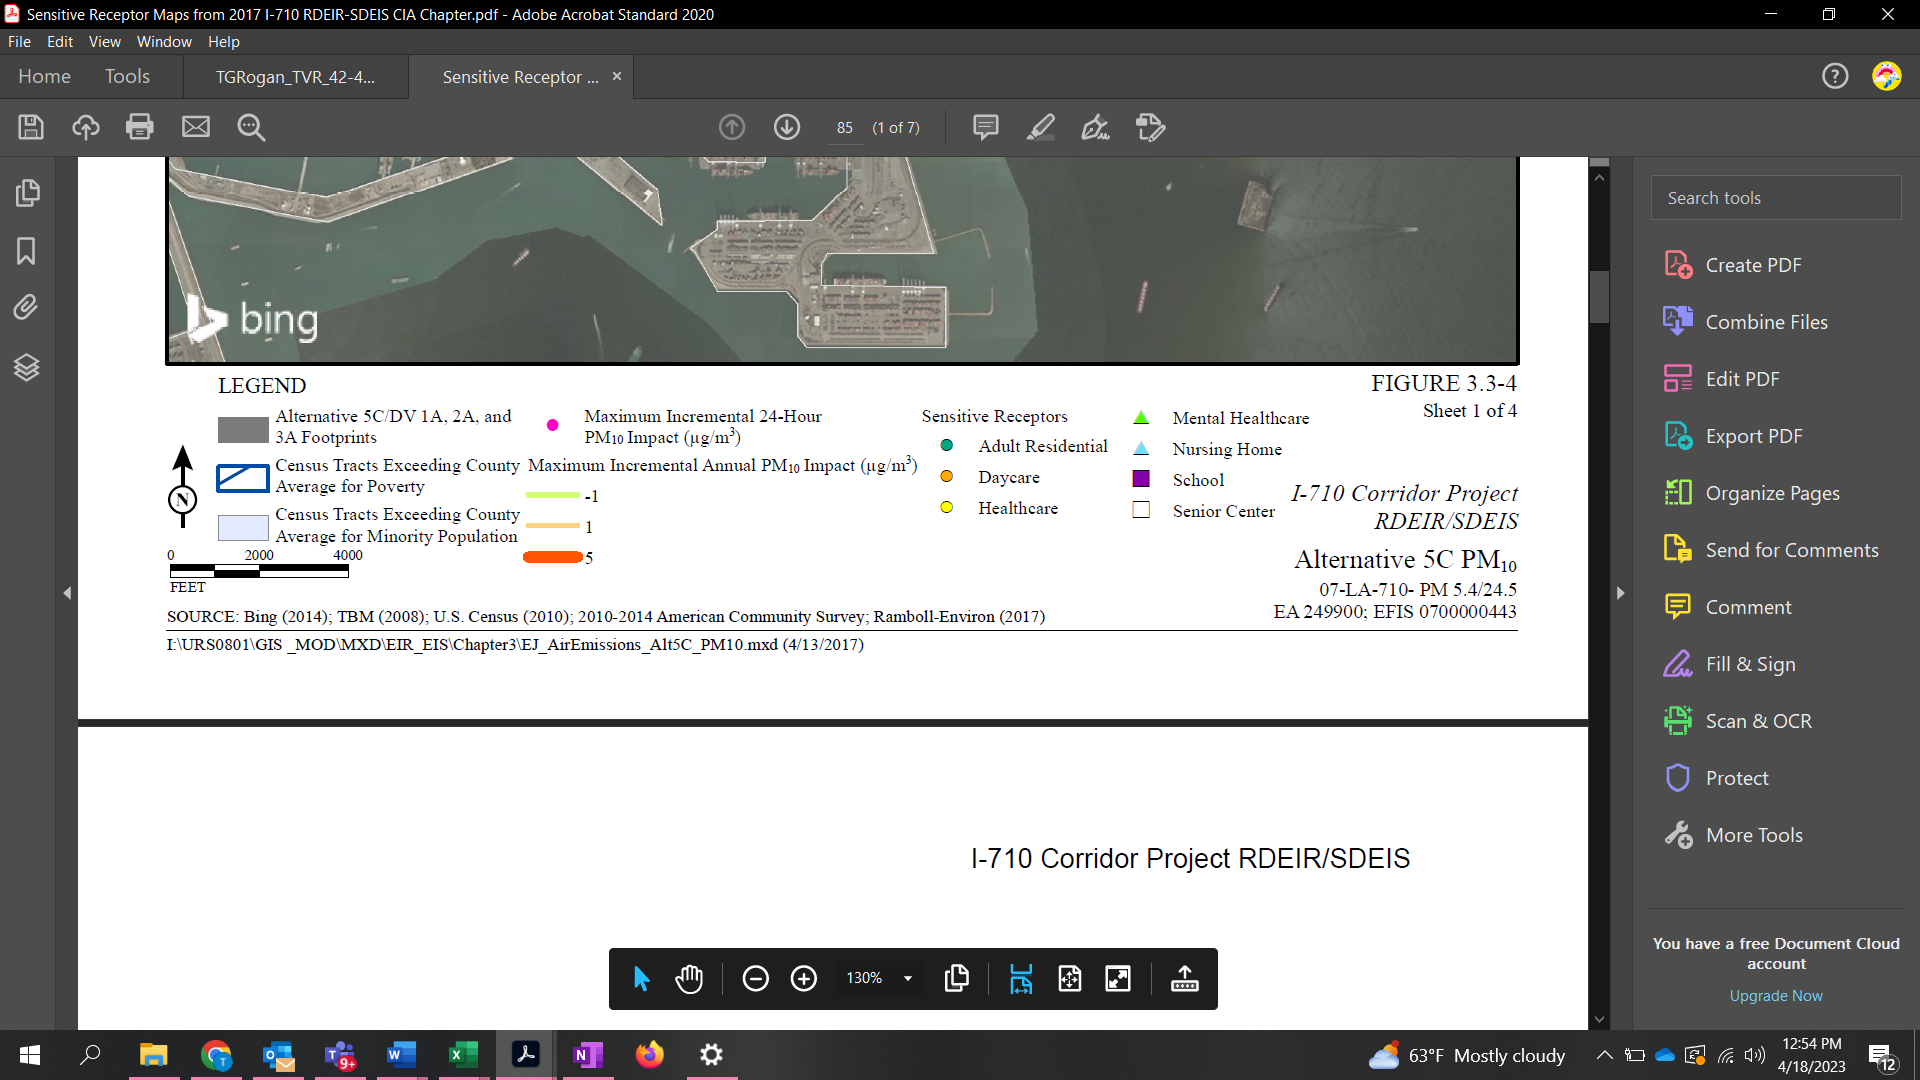 Sensitive Receptor Maps from 2017 I-710 RDEIR-SDEIS CIA Chapter.pdf - Adobe Acrobat Standard 2020
File Edit View Window Help
Home Tools TGRogan_TVR_42-4... Sensitive Receptor ... ×
85 (1 of 7)
bing
LEGEND
Alternative 5C/DV 1A, 2A, and
3A Footprints
Census Tracts Exceeding County
Average for Poverty
Census Tracts Exceeding County
Average for Minority Population
N
0 2000 4000
FEET
Maximum Incremental 24-Hour
PM10 Impact (µg/m3)
Maximum Incremental Annual PM10 Impact (µg/m3)
-1
1
5
Sensitive Receptors
Adult Residential
Daycare
Healthcare
Mental Healthcare
Nursing Home
School
Senior Center
FIGURE 3.3-4
Sheet 1 of 4
I-710 Corridor Project
RDEIR/SDEIS
Alternative 5C PM10
07-LA-710- PM 5.4/24.5
EA 249900; EFIS 0700000443
SOURCE: Bing (2014); TBM (2008); U.S. Census (2010); 2010-2014 American Community Survey; Ramboll-Environ (2017)
I:\URS0801\GIS _MOD\MXD\EIR_EIS\Chapter3\EJ_AirEmissions_Alt5C_PM10.mxd (4/13/2017)
I-710 Corridor Project RDEIR/SDEIS
130%
Search tools
Create PDF
Combine Files
Edit PDF
Export PDF
Organize Pages
Send for Comments
Comment
Fill & Sign
Scan & OCR
Protect
More Tools
You have a free Document Cloud
account
Upgrade Now
9+
63°F Mostly cloudy
12:54 PM
4/18/2023
12